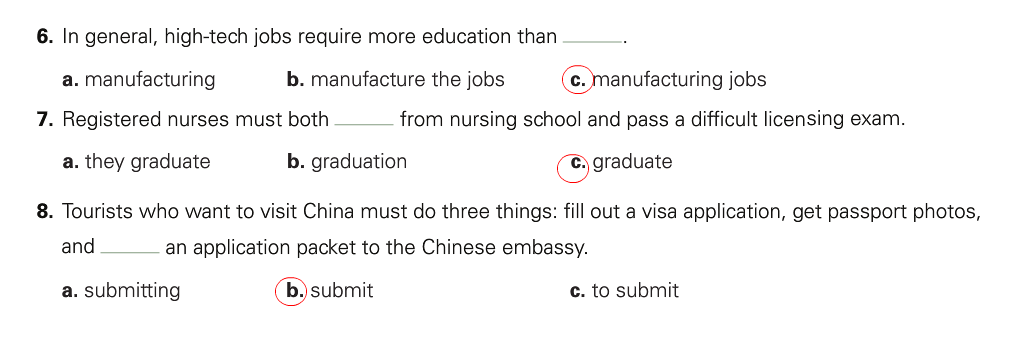 6. In general, high-tech jobs require more education than ______.
a. manufacturing b. manufacture the jobs c. manufacturing jobs
7. Registered nurses must both ______ from nursing school and pass a difficult licensing exam.
a. they graduate b. graduation c. graduate
8. Tourists who want to visit China must do three things: fill out a visa application, get passport photos,
and ______ an application packet to the Chinese embassy.
a. submitting b. submit c. to submit